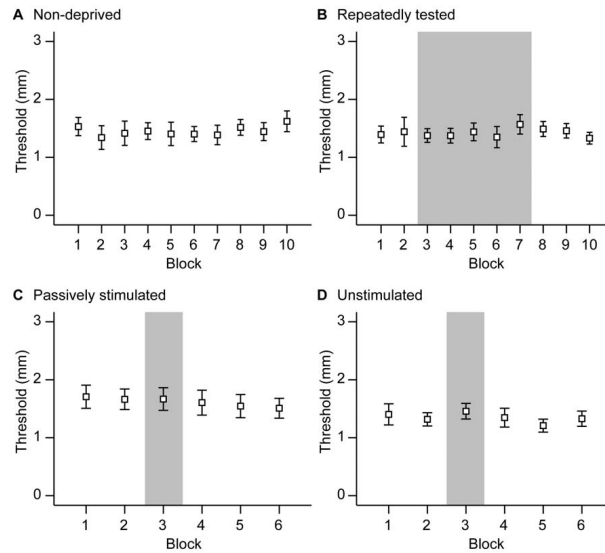 A Non-deprived
3
2
1
0
Threshold (mm)
1 2 3 4 5 6 7 8 9 10
Block
B Repeatedly tested
3
2
1
0
Threshold (mm)
1 2 3 4 5 6 7 8 9 10
Block
C Passively stimulated
3
2
1
0
Threshold (mm)
1 2 3 4 5 6
Block
D Unstimulated
3
2
1
0
Threshold (mm)
1 2 3 4 5 6
Block